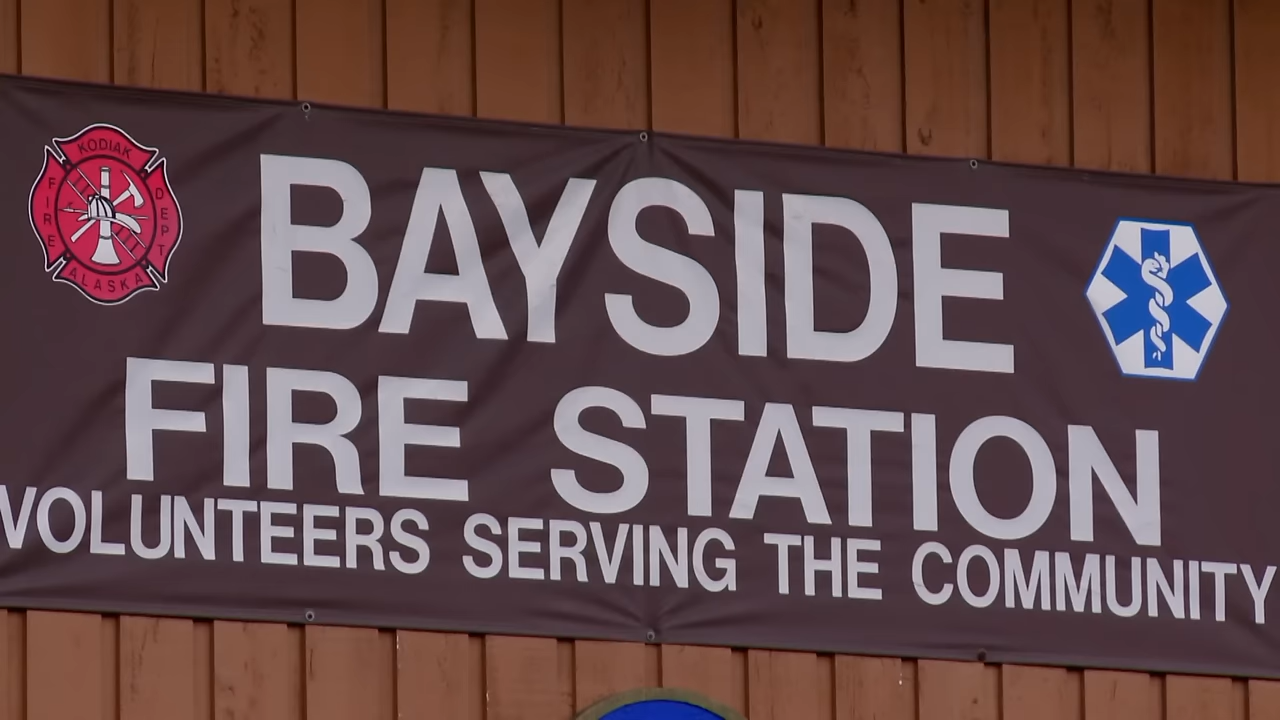 KODIAK
FIRE
DEPT
ALASKA
BAYSIDE
FIRE STATION
VOLUNTEERS SERVING THE COMMUNITY